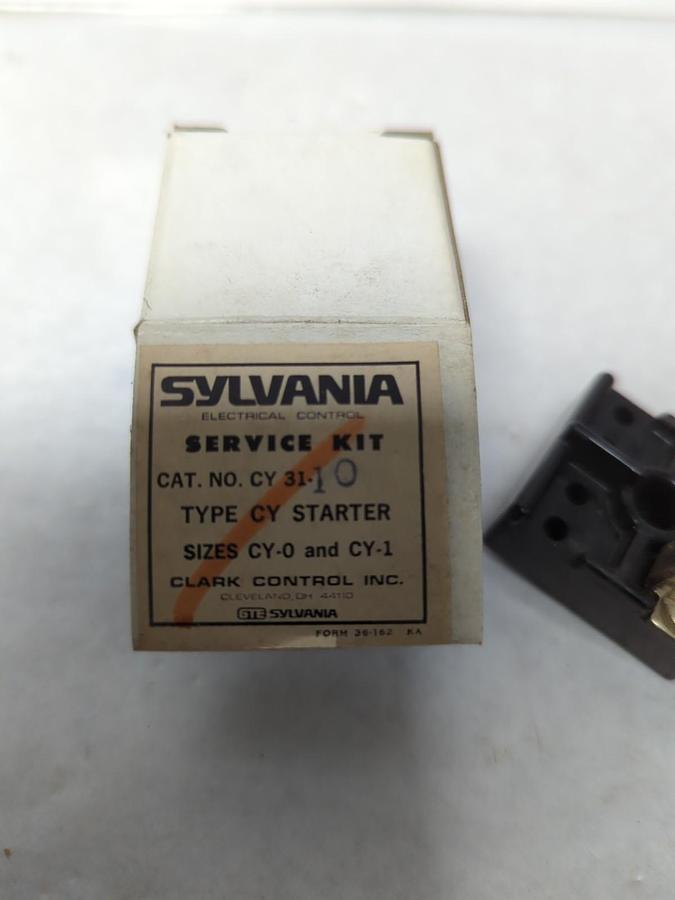 SYLVANIA
ELECTRICAL CONTROL
SERVICE KIT
CAT. NO. CY 31-10
TYPE CY STARTER
SIZES CY-0 and CY-1
CLARK CONTROL INC.
CLEVELAND, OH 44110
GTE SYLVANIA
FORM 36-162 KA